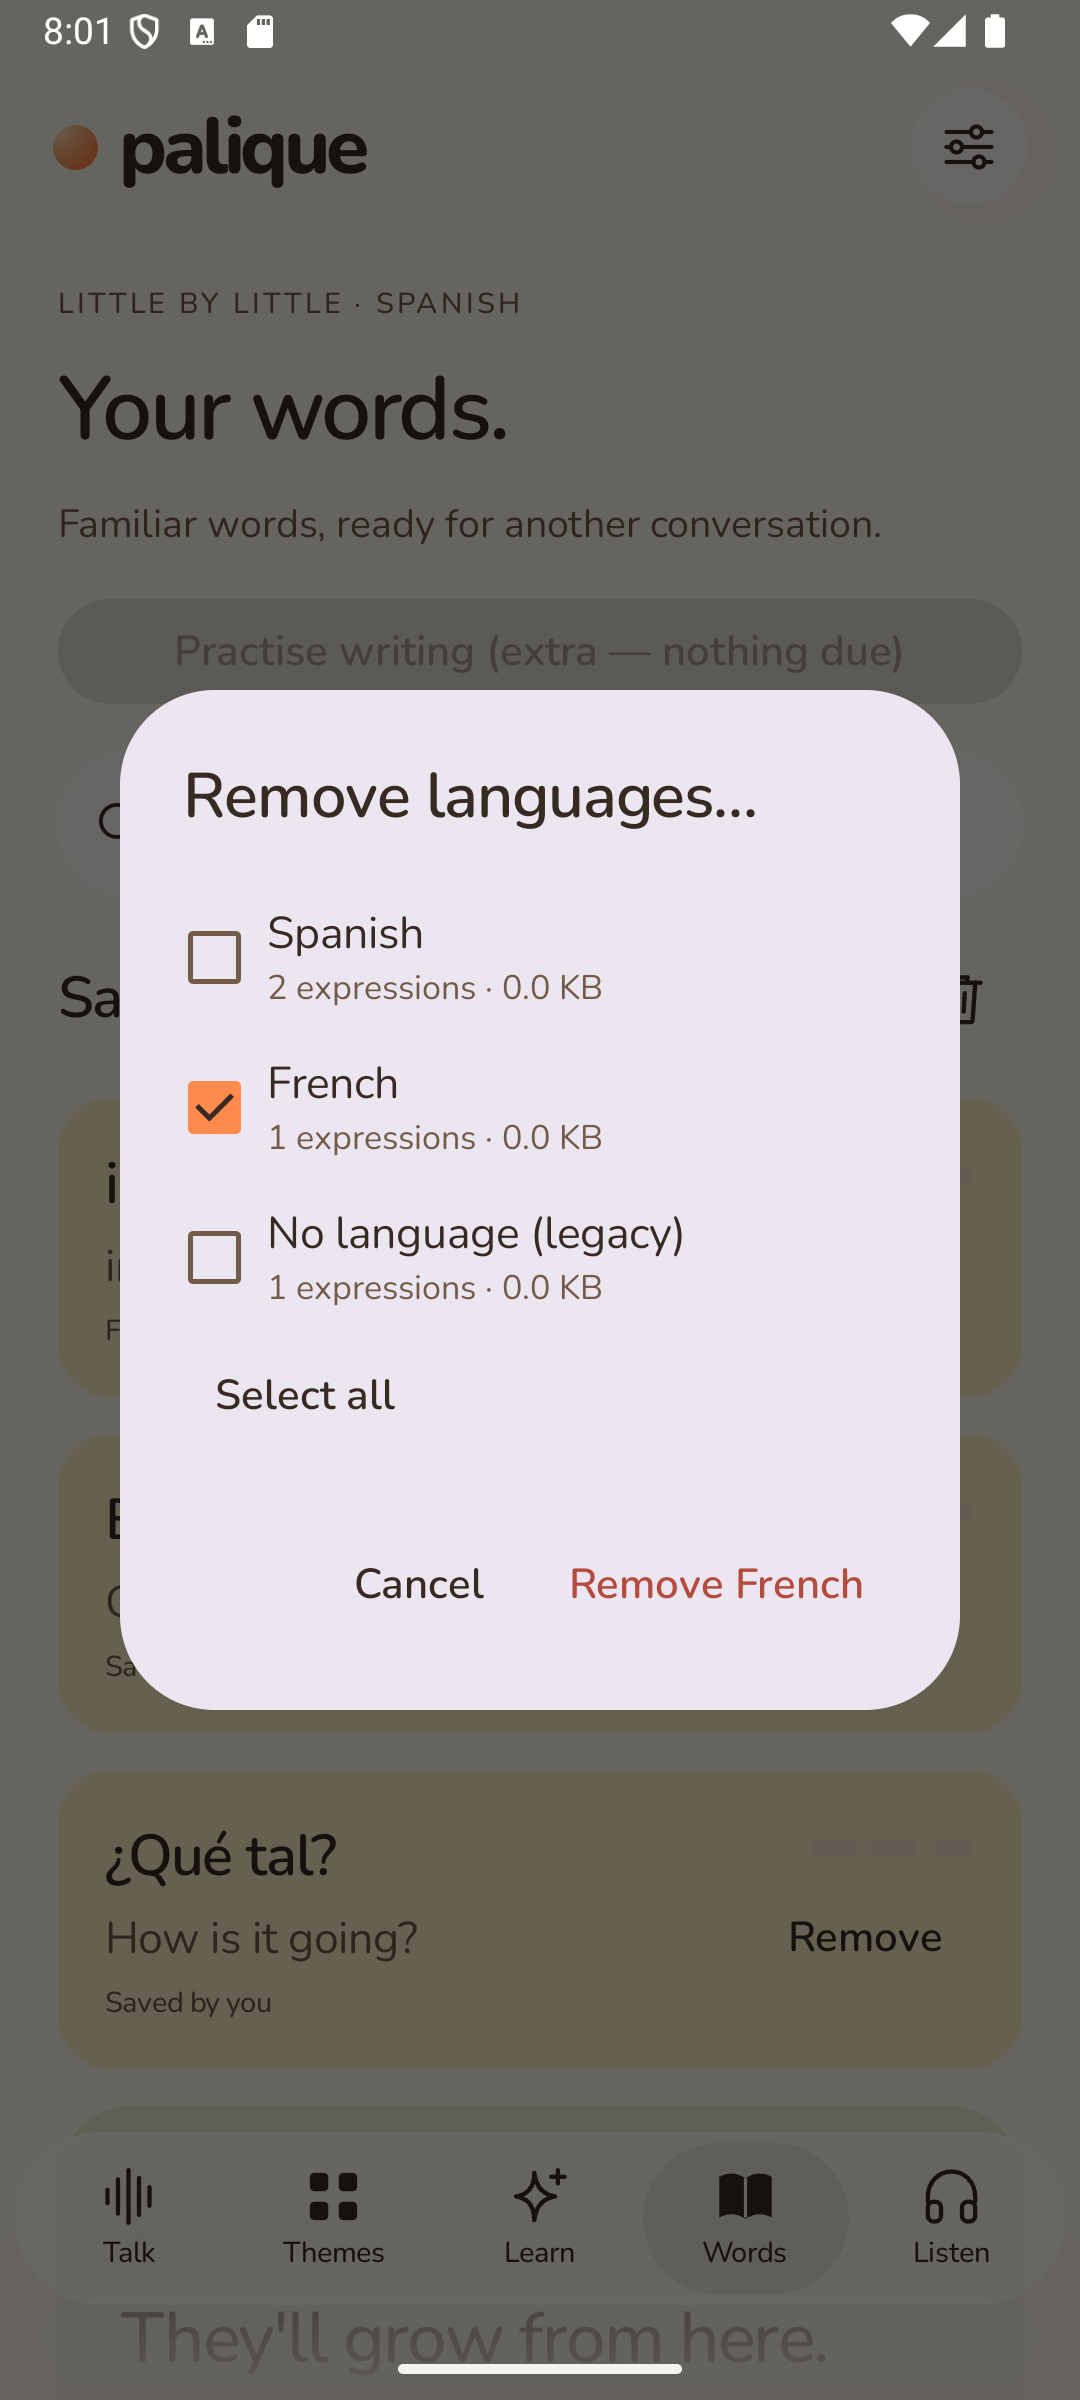 8:01
palique
LITTLE BY LITTLE · SPANISH
Your words.
Familiar words, ready for another conversation.
Practise writing (extra — nothing due)
Remove languages...
Spanish
2 expressions · 0.0 KB
French
1 expressions · 0.0 KB
No language (legacy)
1 expressions · 0.0 KB
Select all
Cancel
Remove French
¿Qué tal?
How is it going?
Remove
Saved by you
Talk
Themes
Learn
Words
Listen
They'll grow from here.